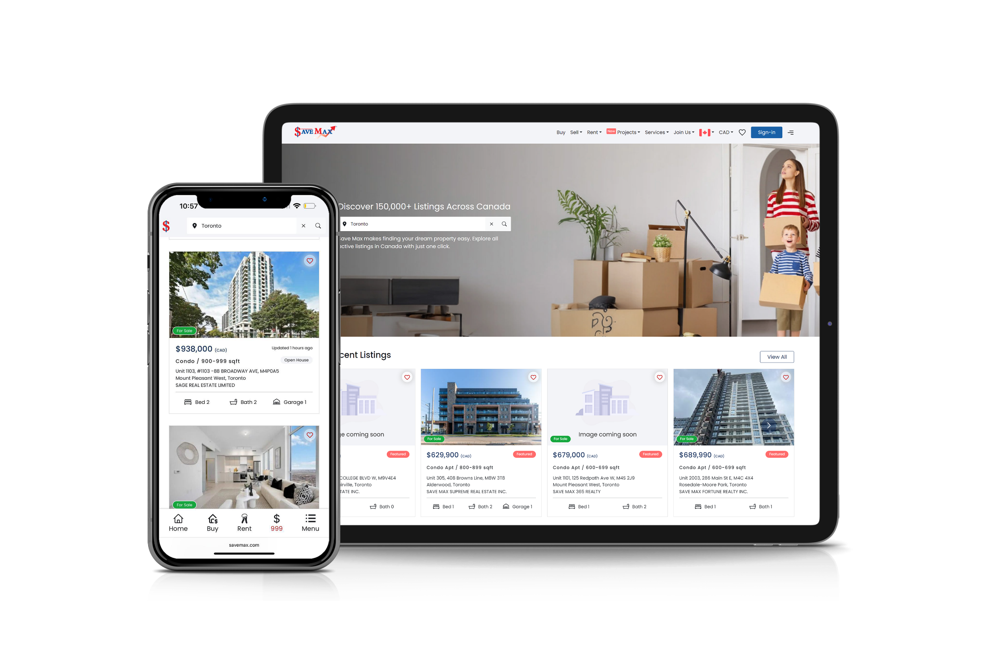 $AVE MAX
Buy Sell Rent New Projects Services Join Us CAD Sign-in
Discover 150,000+ Listings Across Canada
Toronto
Save Max makes finding your dream property easy. Explore all
active listings in Canada with just one click.
cent Listings
View All
ge coming soon
Featured
COLLEGE BLVD W, M9V4E4
irville, Toronto
TATE INC.
Bath 0
For Sale
$629,900 (CAD)
Featured
Condo Apt / 800-899 sqft
Unit 305, 408 Browns Line, M8W 3T8
Alderwood, Toronto
SAVE MAX SUPREME REAL ESTATE INC.
Bed 1 Bath 2 Garage 1
For Sale
Image coming soon
$679,000 (CAD)
Featured
Condo Apt / 600-699 sqft
Unit 1101, 125 Redpath Ave W, M4S 2J9
Mount Pleasant West, Toronto
SAVE MAX 365 REALTY
Bed 1 Bath 2
For Sale
$689,990 (CAD)
Featured
Condo Apt / 600-699 sqft
Unit 2003, 286 Main St E, M4C 4X4
Rosedale-Moore Park, Toronto
SAVE MAX FORTUNE REALTY INC.
Bed 1 Bath 1
10:57
$
Toronto
For Sale
$938,000 (CAD)
Updated 1 hours ago
Condo / 900-999 sqft
Open House
Unit 1103, #1103 -88 BROADWAY AVE, M4P0A5
Mount Pleasant West, Toronto
SAGE REAL ESTATE LIMITED
Bed 2 Bath 2 Garage 1
For Sale
Home Buy Rent 999 Menu
savemax.com